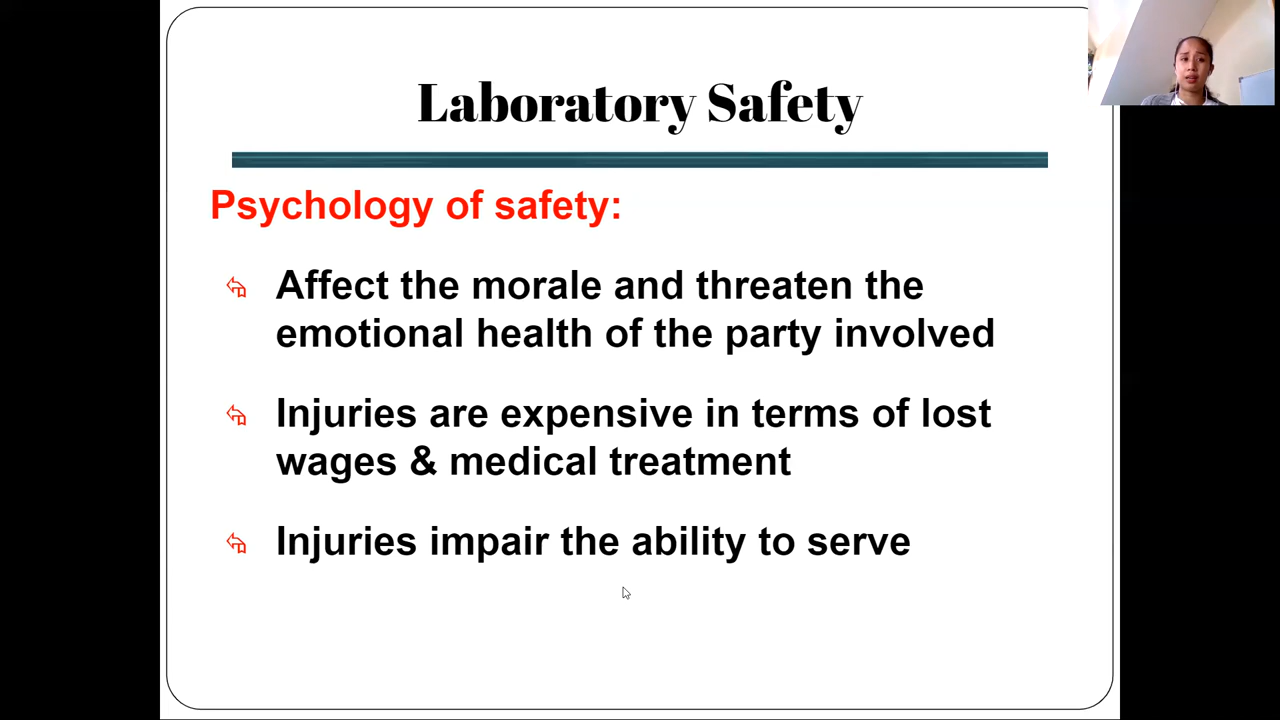 Laboratory Safety
Psychology of safety:
Affect the morale and threaten the
emotional health of the party involved
Injuries are expensive in terms of lost
wages & medical treatment
Injuries impair the ability to serve